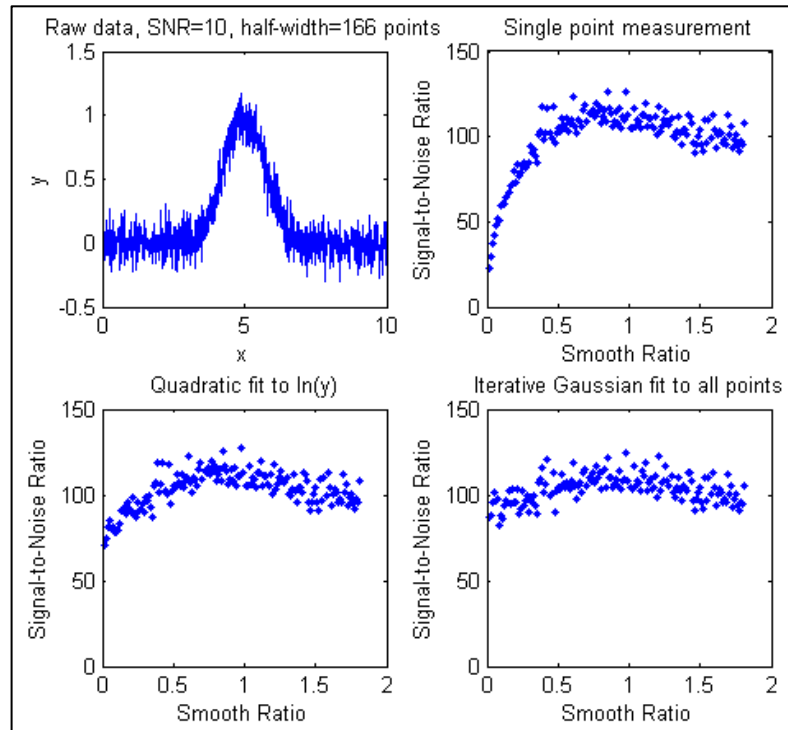 Raw data, SNR=10, half-width=166 points
1.5
1
0.5
0
-0.5
y
0 5 10
x
Single point measurement
150
100
50
0
Signal-to-Noise Ratio
0 0.5 1 1.5 2
Smooth Ratio
Quadratic fit to ln(y)
150
100
50
0
Signal-to-Noise Ratio
0 0.5 1 1.5 2
Smooth Ratio
Iterative Gaussian fit to all points
150
100
50
0
Signal-to-Noise Ratio
0 0.5 1 1.5 2
Smooth Ratio